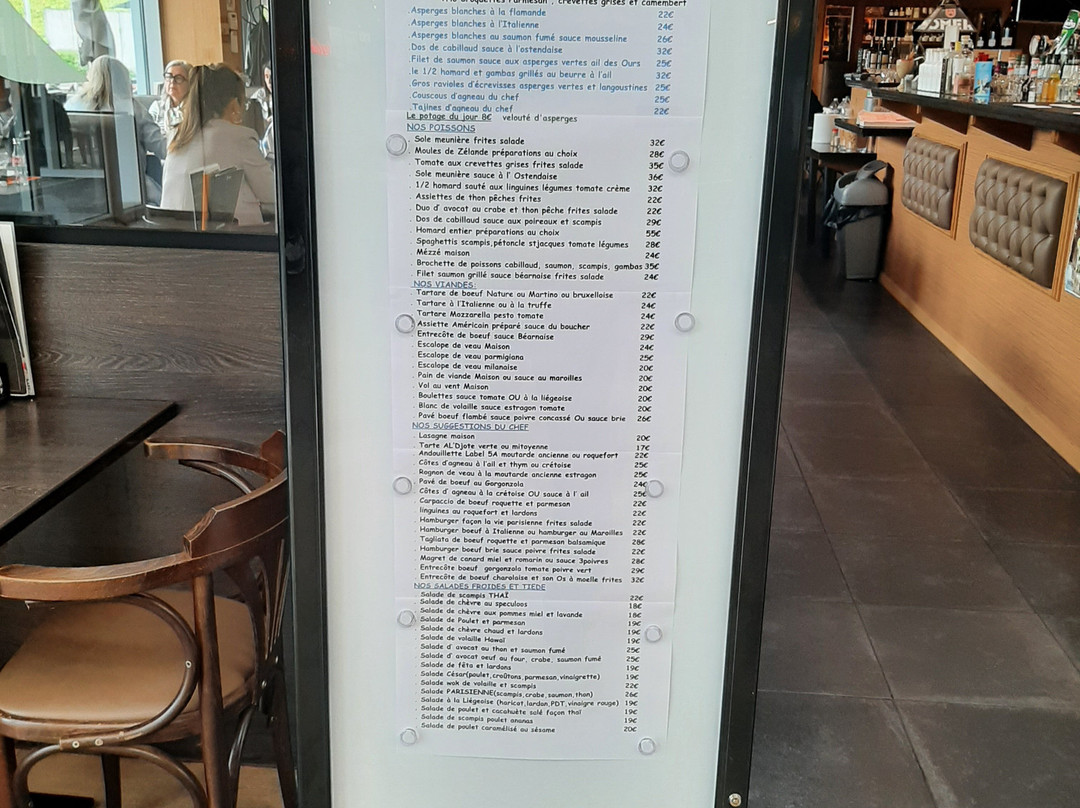 croquettes Parmesan , crevettes grises et camembert
.Asperges blanches à la flamande 22€
.Asperges blanches à l'Italienne 24€
.Asperges blanches au saumon fumé sauce mousseline 26€
.Dos de cabillaud sauce à l'ostendaise 32€
.Filet de saumon sauce aux asperges vertes ail des Ours 25€
.le 1/2 homard et gambas grillés au beurre à l'ail 32€
.Gros ravioles d'écrevisses asperges vertes et langoustines 25€
.Couscous d'agneau du chef 25€
.Tajines d'agneau du chef 22€
Le potage du jour 8€ velouté d'asperges
NOS POISSONS
. Sole meunière frites salade 32€
. Moules de Zélande préparations au choix 28€
. Tomate aux crevettes grises frites salade 35€
. Sole meunière sauce à l' Ostendaise 36€
. 1/2 homard sauté aux linguines légumes tomate crème 32€
. Assiettes de thon pêches frites 22€
. Duo d' avocat au crabe et thon pêche frites salade 22€
. Dos de cabillaud sauce aux poireaux et scampis 29€
. Homard entier préparations au choix 55€
. Spaghettis scampis,pétoncle stjacques tomate légumes 28€
. Mézzé maison 24€
. Brochette de poissons cabillaud, saumon, scampis, gambas 35€
. Filet saumon grillé sauce béarnaise frites salade 24€
NOS VIANDES:
. Tartare de boeuf Nature ou Martino ou bruxelloise 22€
. Tartare à l'Italienne ou à la truffe 24€
. Tartare Mozzarella pesto tomate 24€
. Assiette Américain préparé sauce du boucher 22€
. Entrecôte de boeuf sauce Béarnaise 29€
. Escalope de veau Maison 24€
. Escalope de veau parmigiana 25€
. Escalope de veau milanaise 20€
. Pain de viande Maison ou sauce au maroilles 20€
. Vol au vent Maison 20€
. Boulettes sauce tomate OU à la liégeoise 20€
. Blanc de volaille sauce estragon tomate 20€
. Pavé boeuf flambé sauce poivre concassé Ou sauce brie 26€
NOS SUGGESTIONS DU CHEF
. Lasagne maison 20€
. Tarte AL'Djote verte ou mitoyenne 17€
. Andouillette Label 5A moutarde ancienne ou roquefort 22€
. Côtes d'agneau à l'ail et thym ou crétoise 25€
. Rognon de veau à la moutarde ancienne estragon 25€
. Pavé de boeuf au Gorgonzola 24€
. Côtes d' agneau à la crétoise OU sauce à l' ail 25€
. Carpaccio de boeuf roquette et parmesan 22€
. linguines au roquefort et lardons 22€
. Hamburger façon la vie parisienne frites salade 22€
. Hamburger boeuf à Italienne ou hamburger au Maroilles 22€
. Tagliata de boeuf roquette et parmesan balsamique 28€
. Hamburger boeuf brie sauce poivre frites salade 22€
. Magret de canard miel et romarin ou sauce 3poivres 28€
. Entrecôte boeuf gorgonzola tomate poivre vert 29€
. Entrecôte de boeuf charolaise et son Os à moelle frites 32€
NOS SALADES FROIDES ET TIEDE
. Salade de scampis THAÏ 22€
. Salade de chèvre au speculoos 18€
. Salade de chèvre aux pommes miel et lavande 18€
. Salade de Poulet et parmesan 19€
. Salade de chèvre chaud et lardons 19€
. Salade de volaille Hawaï 19€
. Salade d' avocat au thon et saumon fumé 25€
. Salade d' avocat oeuf au four, crabe, saumon fumé 25€
. Salade de féta et lardons 19€
. Salade César(poulet,croûtons,parmesan,vinaigrette) 19€
. Salade wok de volaille et scampis 22€
. Salade PARISIENNE(scampis,crabe,saumon,thon) 26€
. Salade à la Liégeoise (haricot,lardon,PDT,vinaigre rouge) 19€
. Salade de poulet et cacahuète salé façon thaï 19€
. Salade de scampis poulet ananas 19€
. Salade de poulet caramélisé au sésame 20€